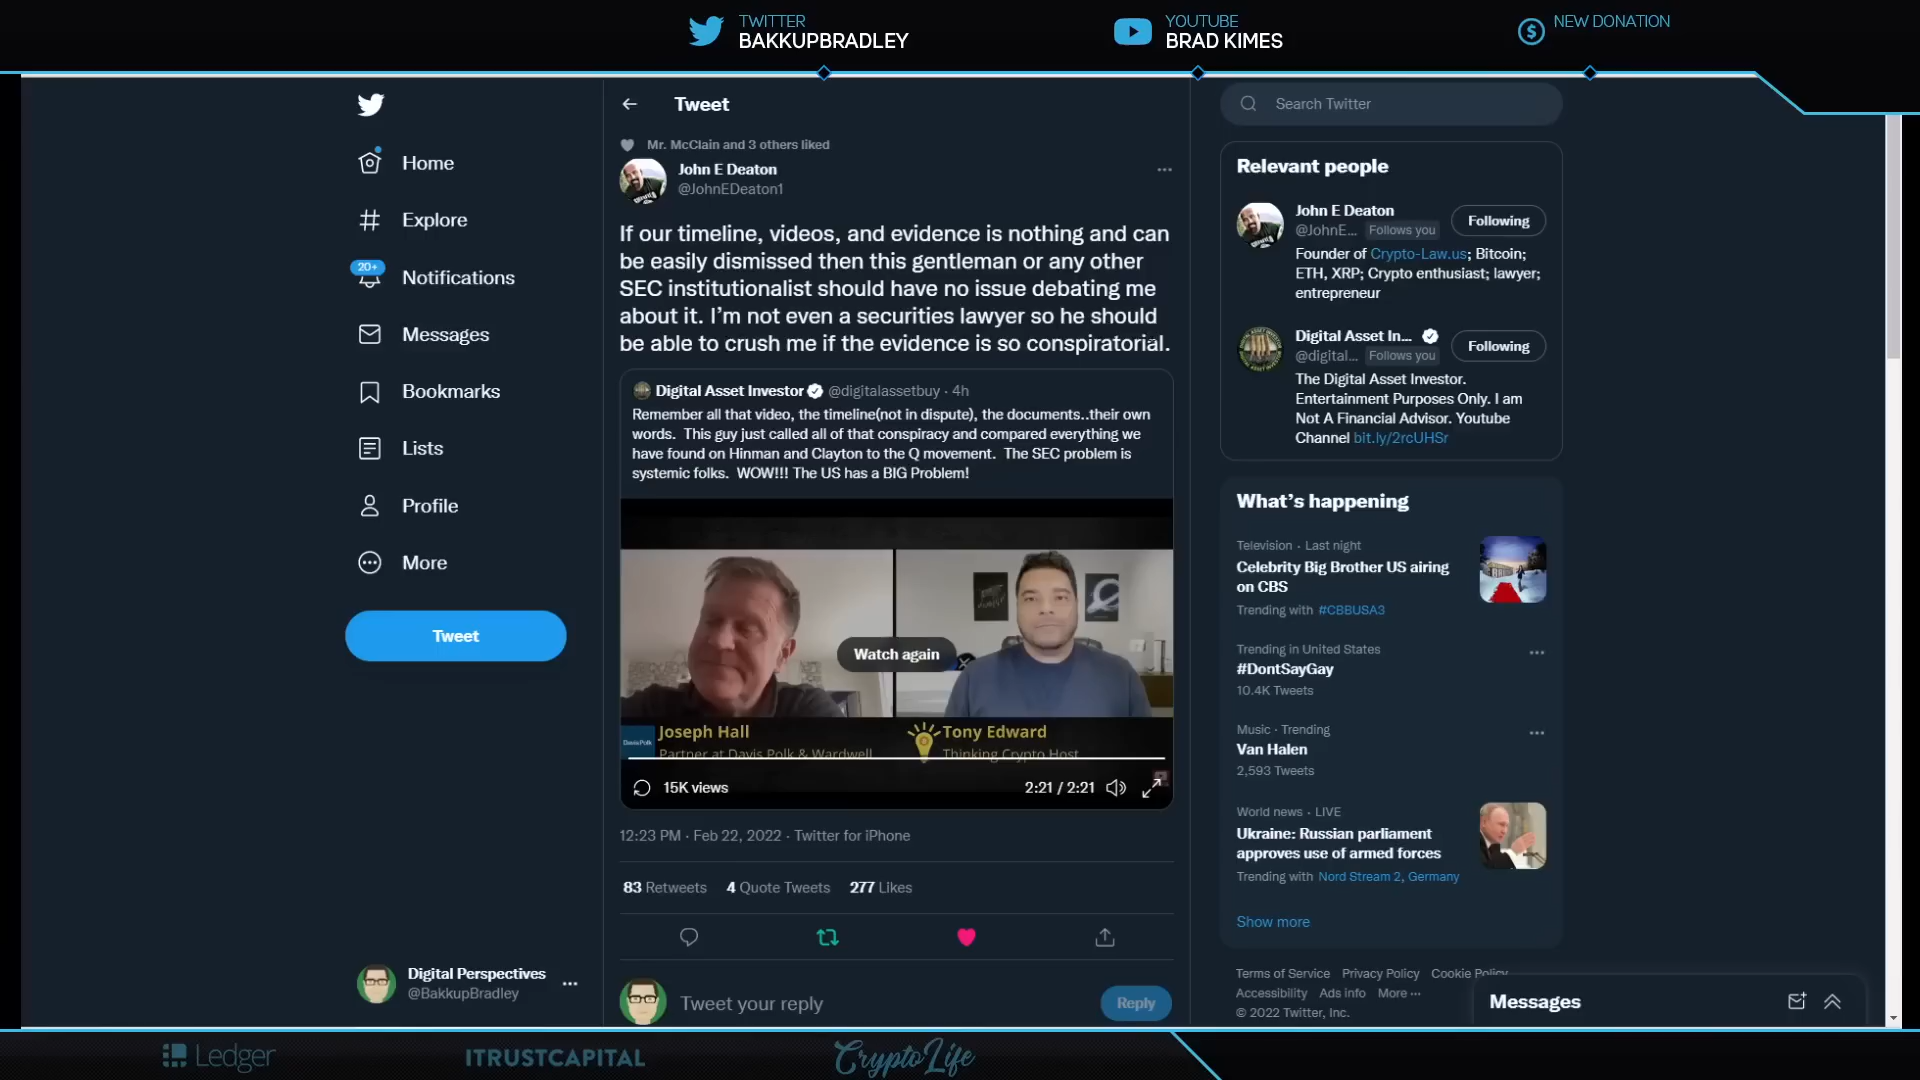 TWITTER
BAKKUPBRADLEY
YOUTUBE
BRAD KIMES
NEW DONATION
Home
Explore
20+
Notifications
Messages
Bookmarks
Lists
Profile
More
Tweet
Digital Perspectives
@BakkupBradley
Tweet
Mr. McClain and 3 others liked
John E Deaton
@JohnEDeaton1
If our timeline, videos, and evidence is nothing and can
be easily dismissed then this gentleman or any other
SEC institutionalist should have no issue debating me
about it. I'm not even a securities lawyer so he should
be able to crush me if the evidence is so conspiratorial.
Digital Asset Investor @digitalassetbuy · 4h
Remember all that video, the timeline(not in dispute), the documents..their own
words. This guy just called all of that conspiracy and compared everything we
have found on Hinman and Clayton to the Q movement. The SEC problem is
systemic folks. WOW!!! The US has a BIG Problem!
Watch again
DavisPolk
Joseph Hall
Partner at Davis Polk & Wardwell
Tony Edward
Thinking Crypto Host
15K views
2:21 / 2:21
12:23 PM · Feb 22, 2022 · Twitter for iPhone
83 Retweets 4 Quote Tweets 277 Likes
Tweet your reply
Reply
Search Twitter
Relevant people
John E Deaton
@JohnE... Follows you
Following
Founder of Crypto-Law.us; Bitcoin;
ETH, XRP; Crypto enthusiast; lawyer;
entrepreneur
Digital Asset In...
@digital... Follows you
Following
The Digital Asset Investor.
Entertainment Purposes Only. I am
Not A Financial Advisor. Youtube
Channel bit.ly/2rcUHSr
What's happening
Television · Last night
Celebrity Big Brother US airing
on CBS
Trending with #CBBUSA3
Trending in United States
#DontSayGay
10.4K Tweets
Music · Trending
Van Halen
2,593 Tweets
World news · LIVE
Ukraine: Russian parliament
approves use of armed forces
Trending with Nord Stream 2, Germany
Show more
Terms of Service Privacy Policy Cookie Policy
Accessibility Ads info More ···
© 2022 Twitter, Inc.
Messages
Ledger
ITRUSTCAPITAL
CryptoLife